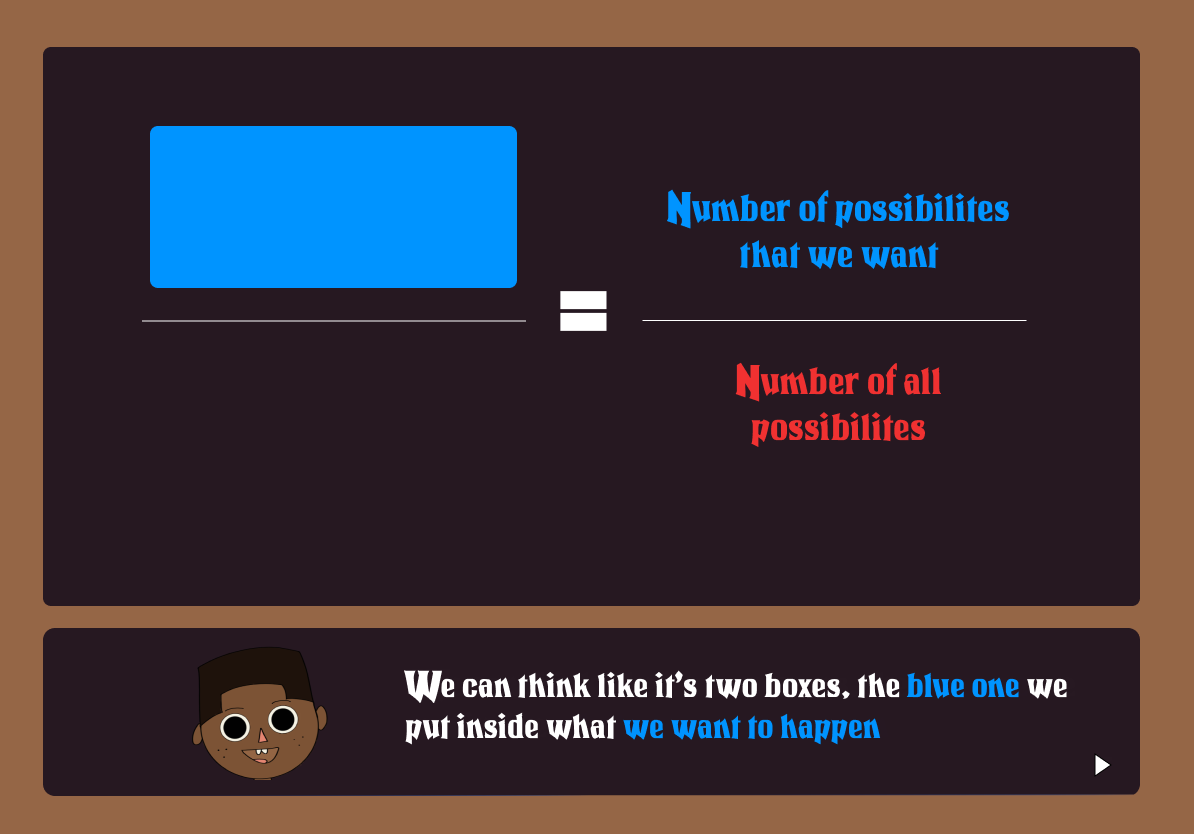 Number of possibilites
that we want
Number of all
possibilites
We can think like it's two boxes, the blue one we
put inside what we want to happen